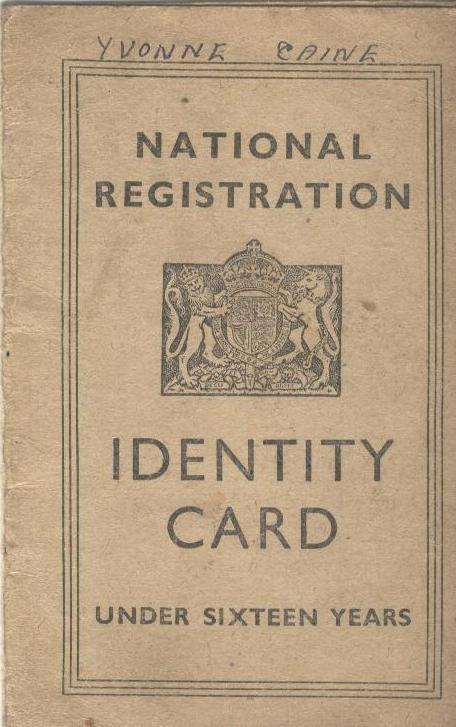 YVONNE CAINE
NATIONAL
REGISTRATION
IDENTITY
CARD
UNDER SIXTEEN YEARS